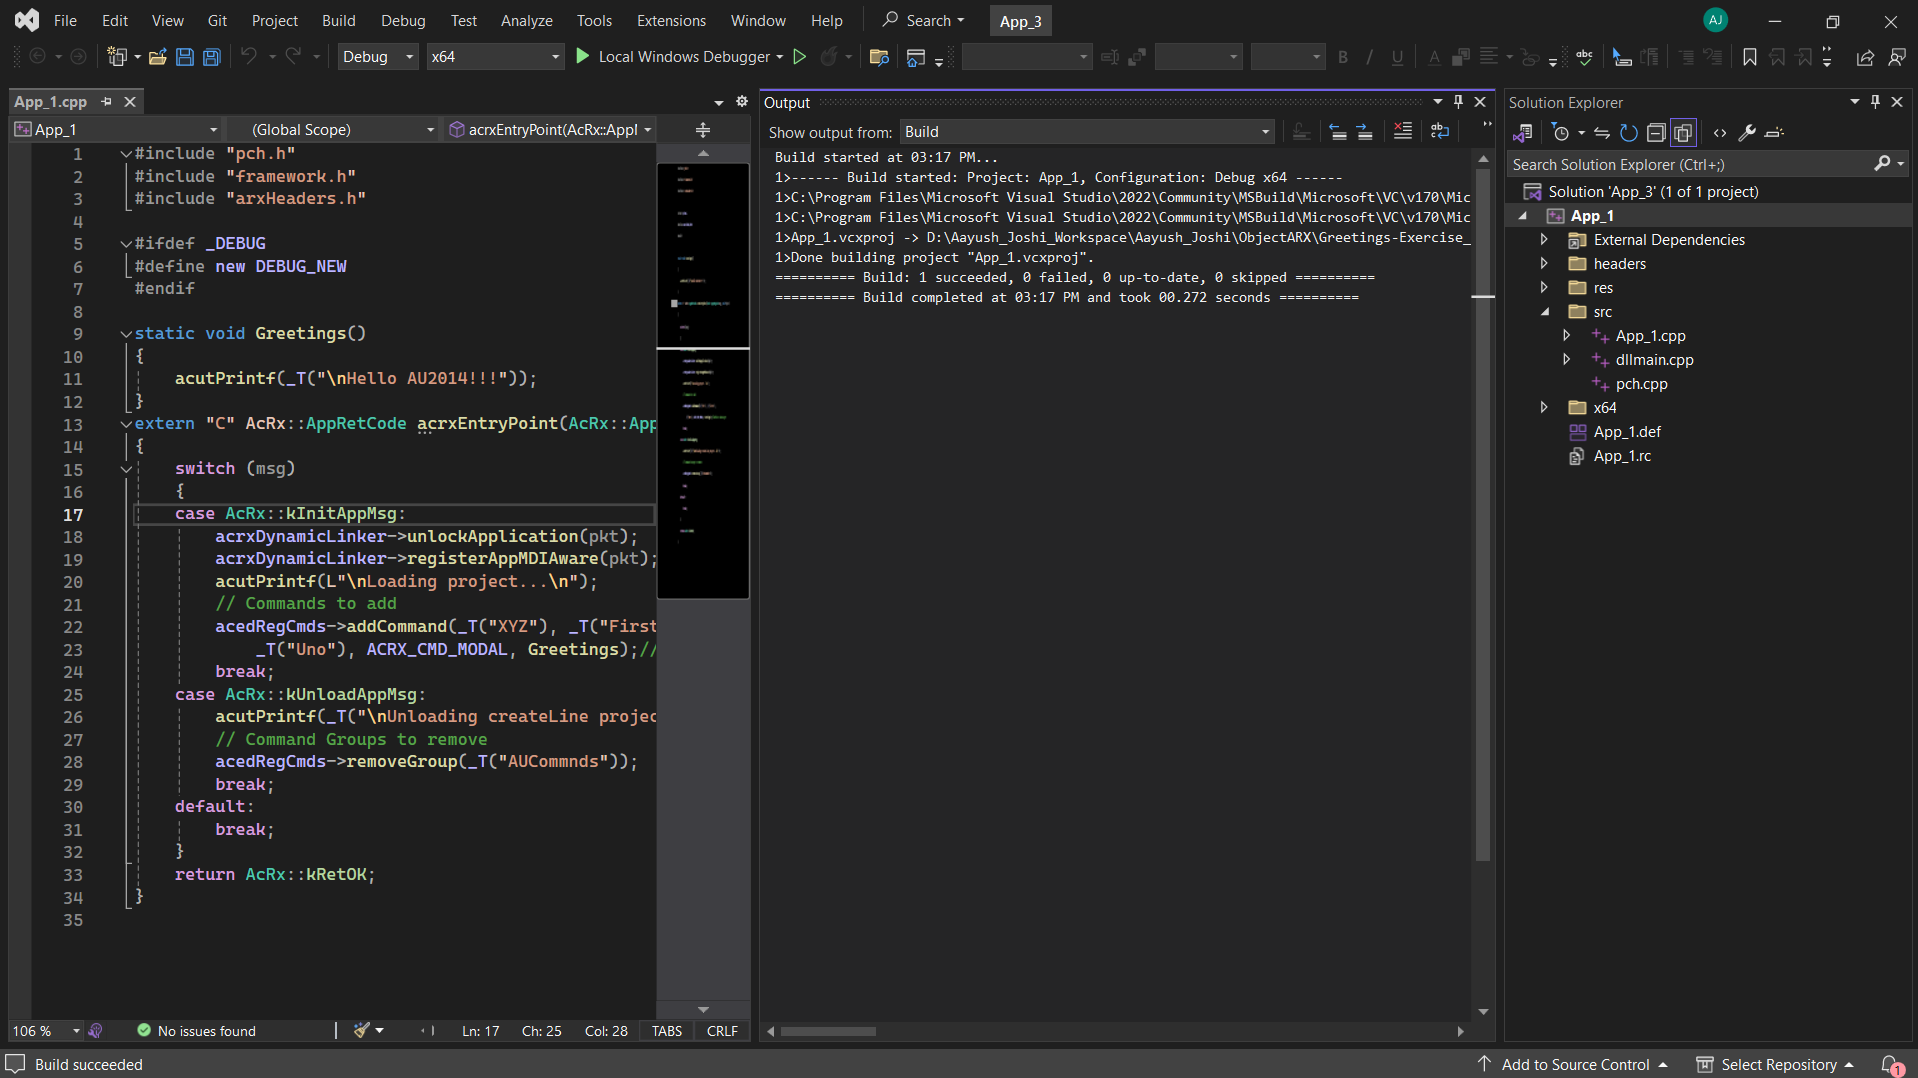 File Edit View Git Project Build Debug Test Analyze Tools Extensions Window Help Search App_3 AJ
Debug x64 Local Windows Debugger
App_1.cpp
App_1 (Global Scope) acrxEntryPoint(AcRx::AppI
1 #include "pch.h"
2 #include "framework.h"
3 #include "arxHeaders.h"
4
5 #ifdef _DEBUG
6 #define new DEBUG_NEW
7 #endif
8
9 static void Greetings()
10 {
11 acutPrintf(_T("\nHello AU2014!!!"));
12 }
13 extern "C" AcRx::AppRetCode acrxEntryPoint(AcRx::App
14 {
15 switch (msg)
16 {
17 case AcRx::kInitAppMsg:
18 acrxDynamicLinker->unlockApplication(pkt);
19 acrxDynamicLinker->registerAppMDIAware(pkt);
20 acutPrintf(L"\nLoading project...\n");
21 // Commands to add
22 acedRegCmds->addCommand(_T("XYZ"), _T("First
23 _T("Uno"), ACRX_CMD_MODAL, Greetings);//
24 break;
25 case AcRx::kUnloadAppMsg:
26 acutPrintf(_T("\nUnloading createLine projec
27 // Command Groups to remove
28 acedRegCmds->removeGroup(_T("AUCommnds"));
29 break;
30 default:
31 break;
32 }
33 return AcRx::kRetOK;
34 }
35
106 % No issues found Ln: 17 Ch: 25 Col: 28 TABS CRLF
Output
Show output from: Build
Build started at 03:17 PM...
1>------ Build started: Project: App_1, Configuration: Debug x64 ------
1>C:\Program Files\Microsoft Visual Studio\2022\Community\MSBuild\Microsoft\VC\v170\Mic
1>C:\Program Files\Microsoft Visual Studio\2022\Community\MSBuild\Microsoft\VC\v170\Mic
1>App_1.vcxproj -> D:\Aayush_Joshi_Workspace\Aayush_Joshi\ObjectARX\Greetings-Exercise_
1>Done building project "App_1.vcxproj".
========== Build: 1 succeeded, 0 failed, 0 up-to-date, 0 skipped ==========
========== Build completed at 03:17 PM and took 00.272 seconds ==========
Solution Explorer
Search Solution Explorer (Ctrl+;)
Solution 'App_3' (1 of 1 project)
App_1
External Dependencies
headers
res
src
App_1.cpp
dllmain.cpp
pch.cpp
x64
App_1.def
App_1.rc
Build succeeded Add to Source Control Select Repository 1